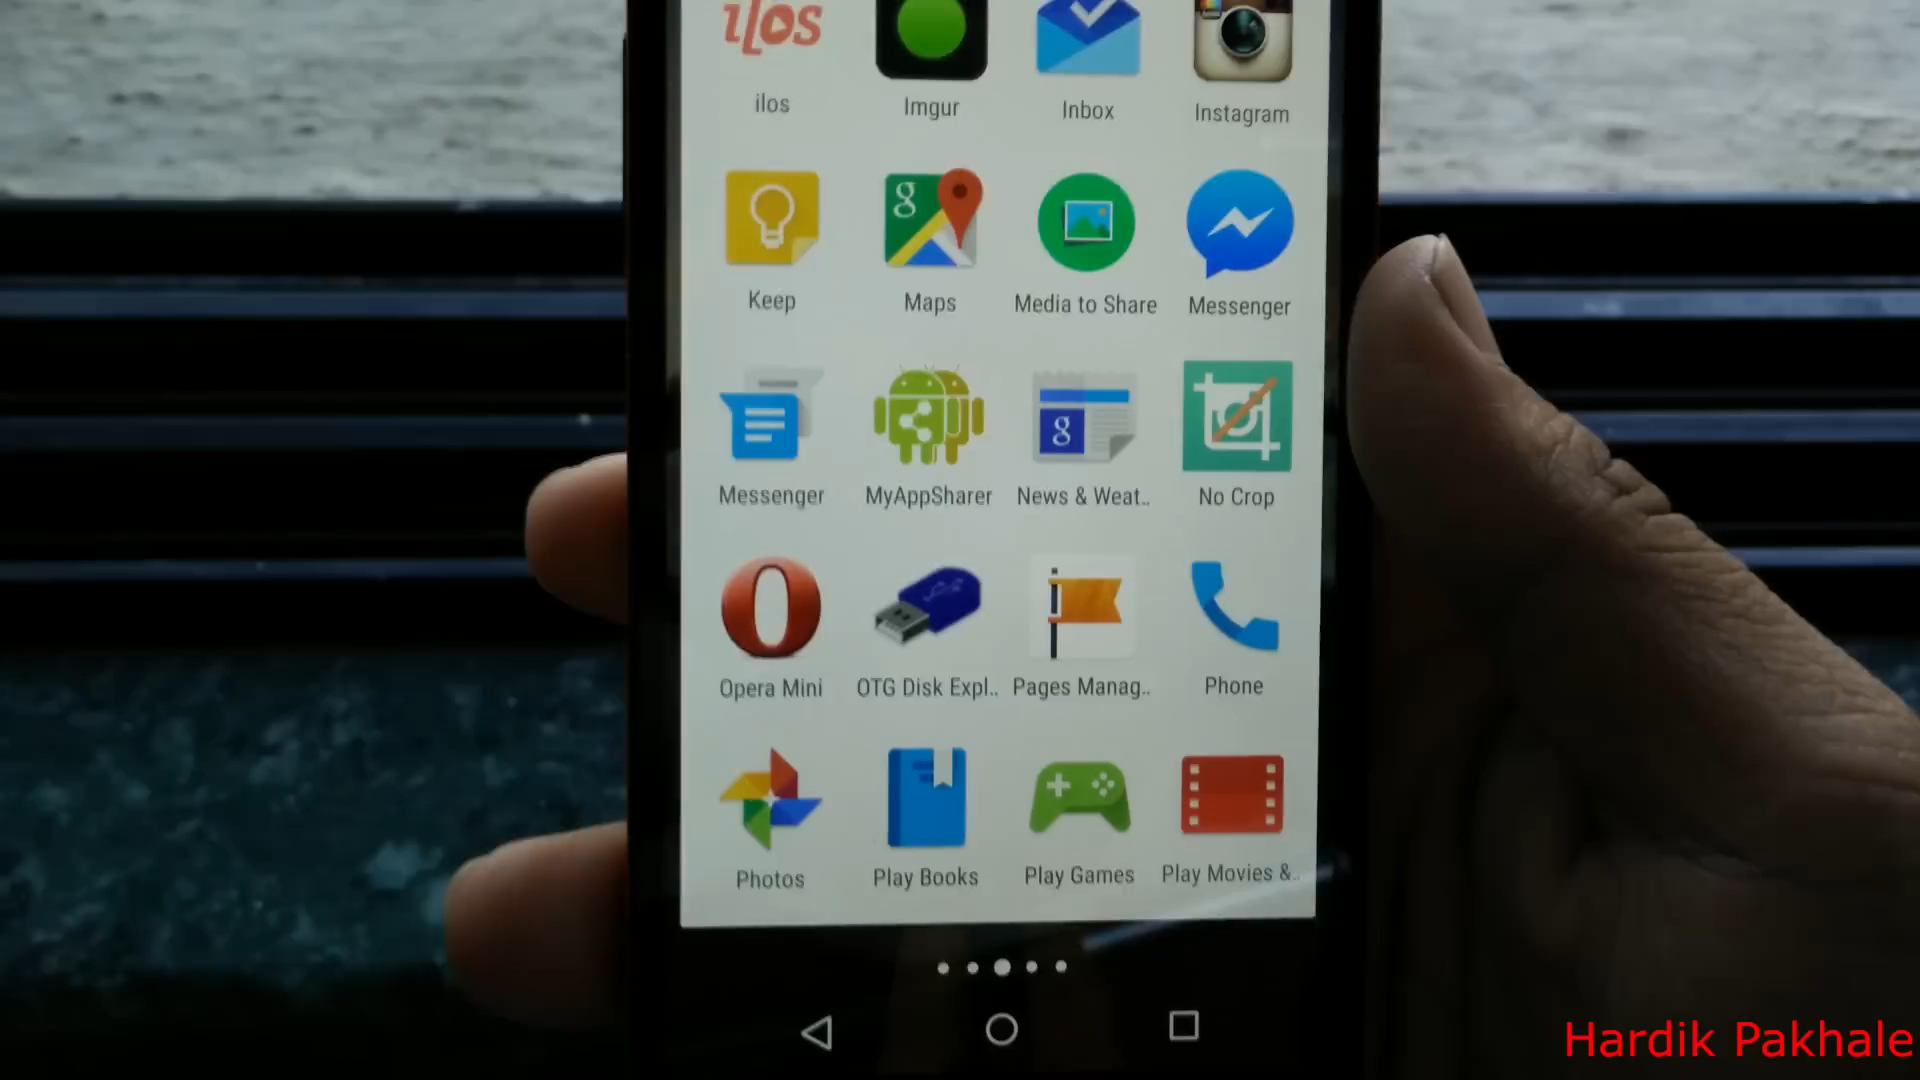 ilos
ilos Imgur Inbox Instagram
g
Keep Maps Media to Share Messenger
g
Messenger MyAppSharer News & Weat.. No Crop
Opera Mini OTG Disk Expl.. Pages Manag.. Phone
Photos Play Books Play Games Play Movies &..
Hardik Pakhale